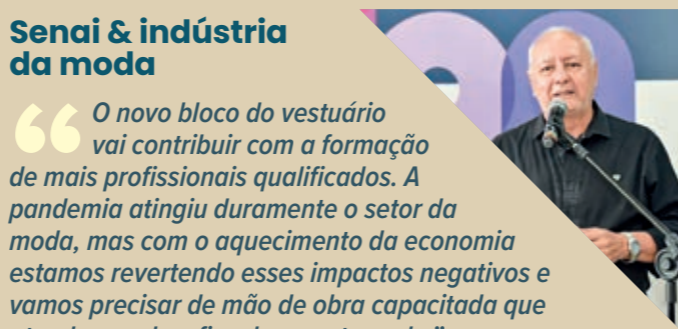 Senai & indústria
da moda
“ O novo bloco do vestuário
vai contribuir com a formação
de mais profissionais qualificados. A
pandemia atingiu duramente o setor da
moda, mas com o aquecimento da economia
estamos revertendo esses impactos negativos e
vamos precisar de mão de obra capacitada que